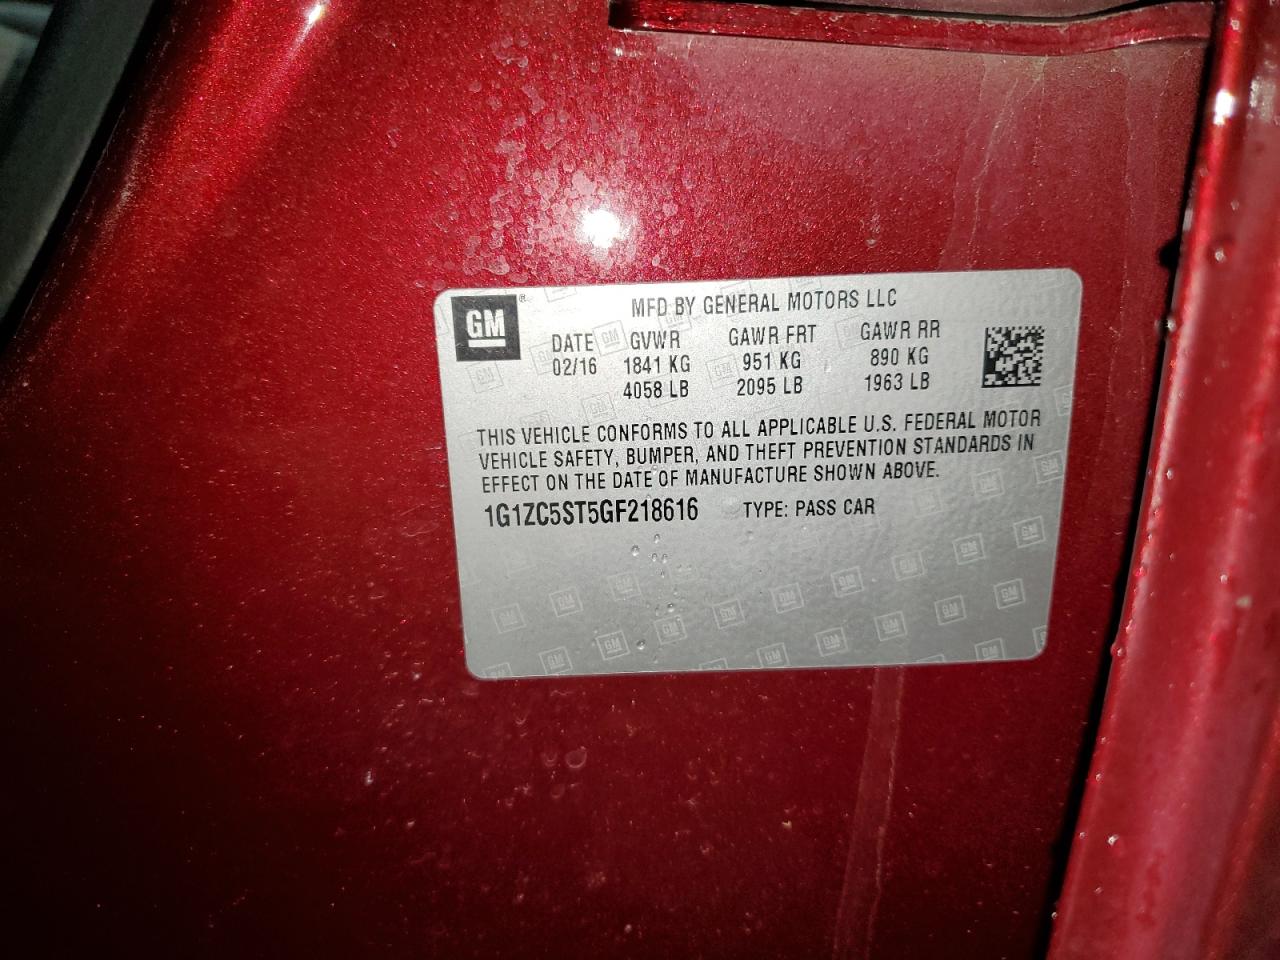 GM ®
MFD BY GENERAL MOTORS LLC
DATE GVWR GAWR FRT GAWR RR
02/16 1841 KG 951 KG 890 KG
4058 LB 2095 LB 1963 LB
THIS VEHICLE CONFORMS TO ALL APPLICABLE U.S. FEDERAL MOTOR
VEHICLE SAFETY, BUMPER, AND THEFT PREVENTION STANDARDS IN
EFFECT ON THE DATE OF MANUFACTURE SHOWN ABOVE.
1G1ZC5ST5GF218616 TYPE: PASS CAR